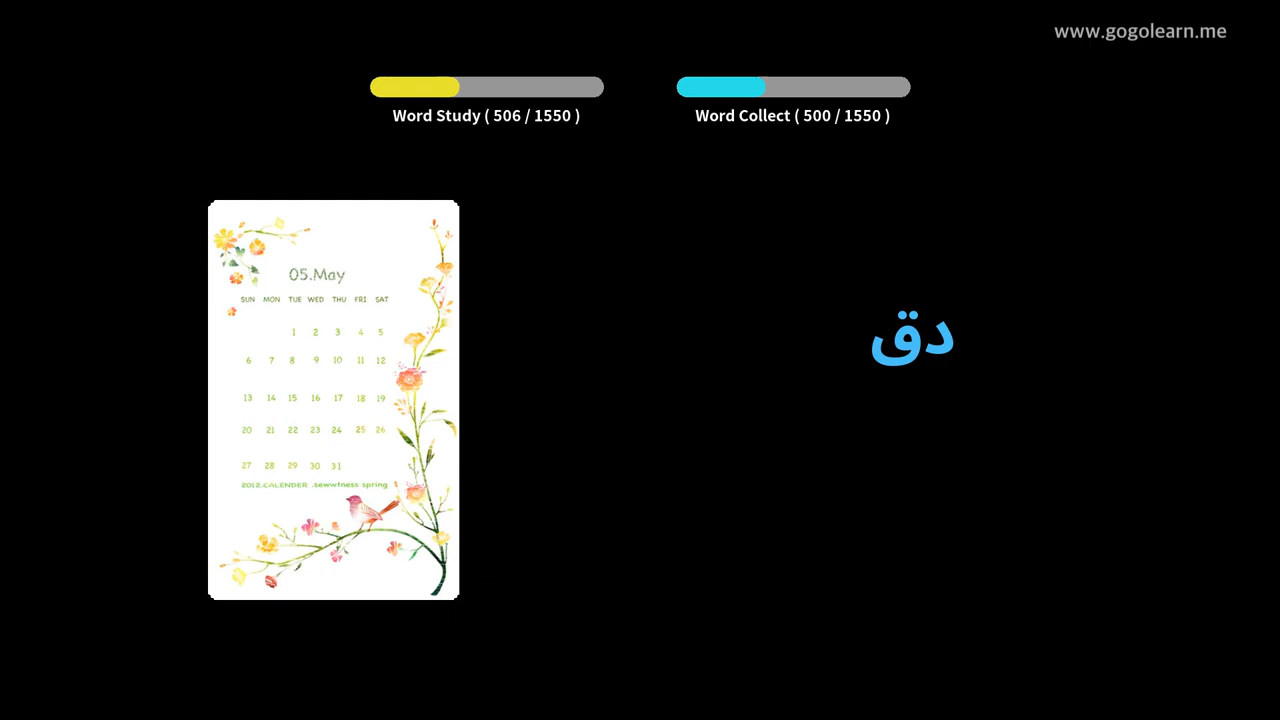 www.gogolearn.me
Word Study ( 506 / 1550 )
Word Collect ( 500 / 1550 )
05.May
SUN MON TUE WED THU FRI SAT
1 2 3 4 5
6 7 8 9 10 11 12
13 14 15 16 17 18 19
20 21 22 23 24 25 26
27 28 29 30 31
2012.CALENDER .sewwtness spring
دق